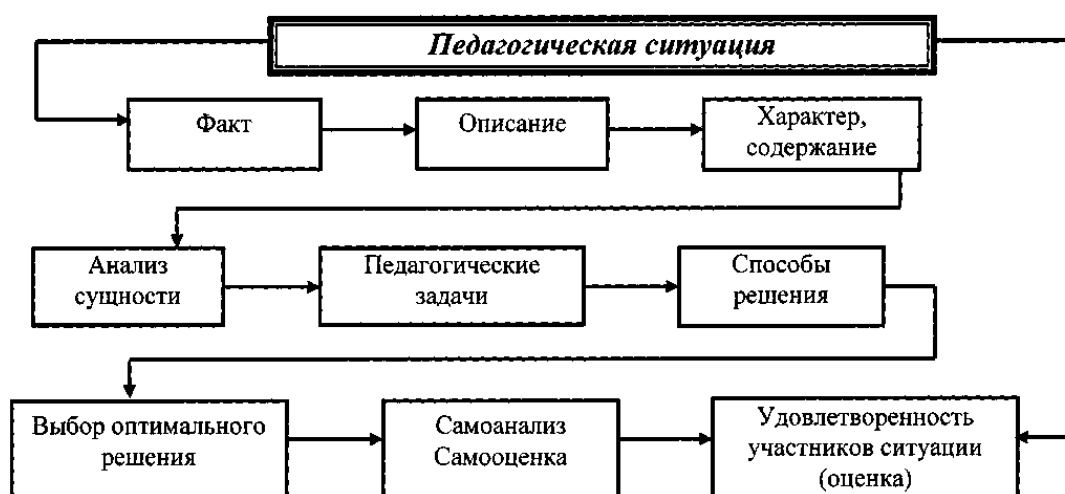 Педагогическая ситуация
Факт
Описание
Характер,
содержание
Анализ
сущности
Педагогические
задачи
Способы
решения
Выбор оптимального
решения
Самоанализ
Самооценка
Удовлетворенность
участников ситуации
(оценка)